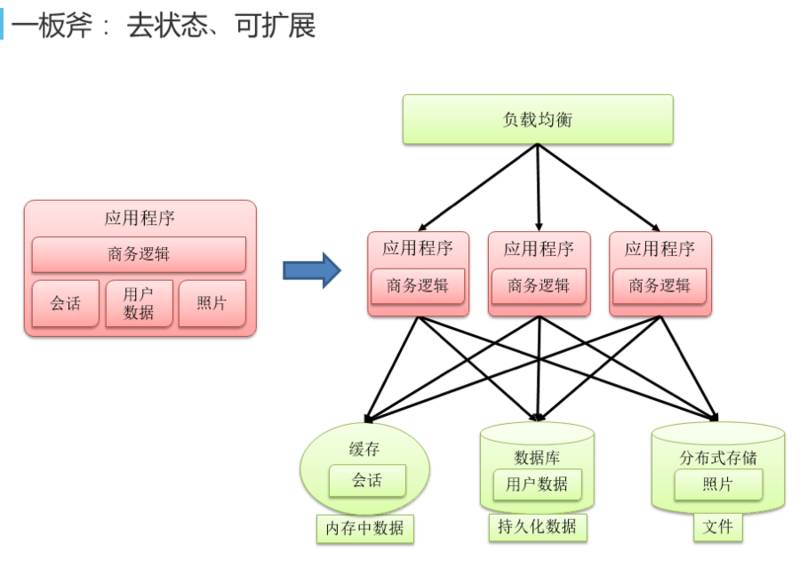 一板斧：去状态、可扩展
负载均衡
应用程序
商务逻辑
会话
用户
数据
照片
应用程序
商务逻辑
应用程序
商务逻辑
应用程序
商务逻辑
缓存
会话
内存中数据
数据库
用户数据
持久化数据
分布式存储
照片
文件